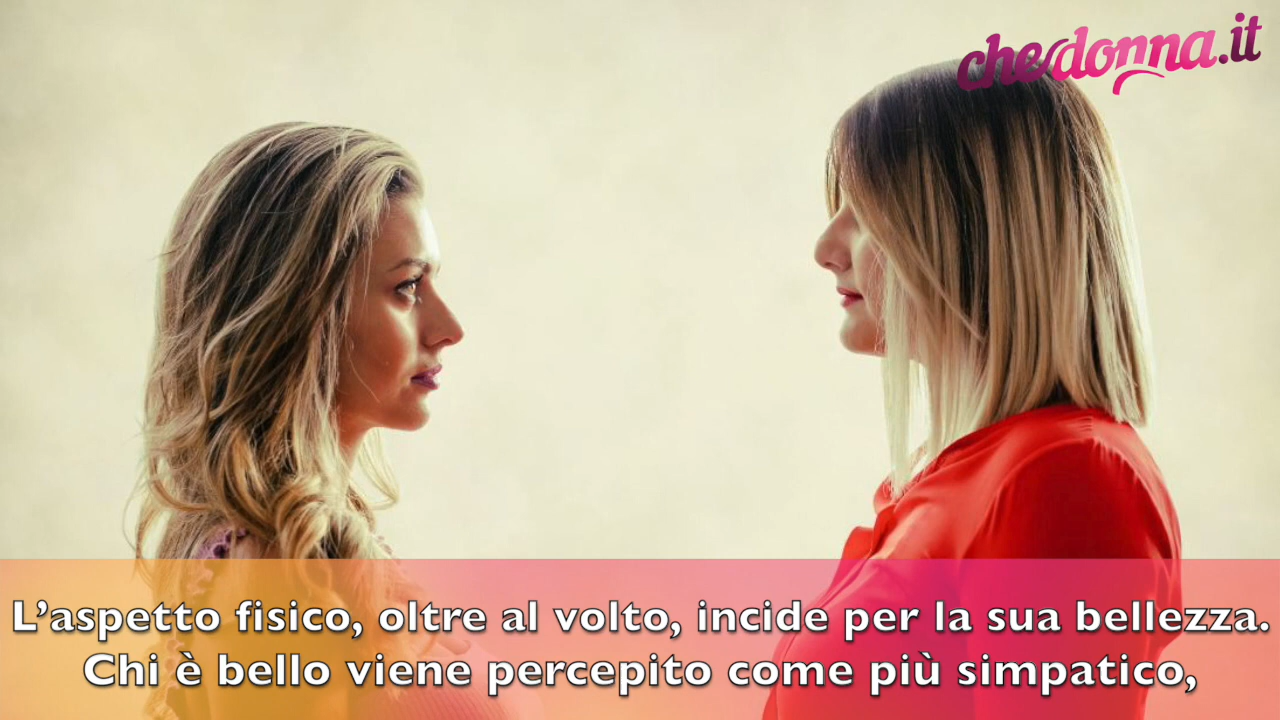 chedonna.it
L’aspetto fisico, oltre al volto, incide per la sua bellezza.
Chi è bello viene percepito come più simpatico,